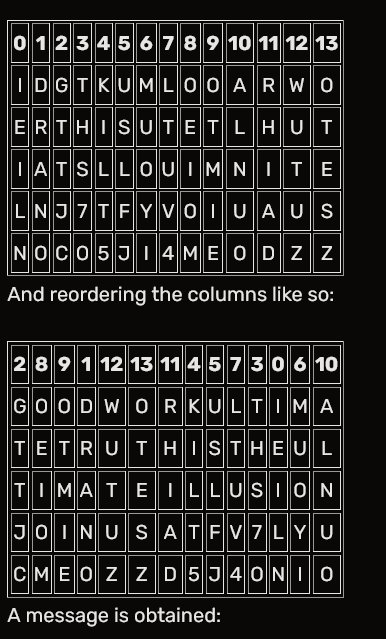 0 1 2 3 4 5 6 7 8 9 10 11 12 13
I D G T K U M L O O A R W O
E R T H I S U T E T L H U T
I A T S L L O U I M N I T E
L N J 7 T F Y V O I U A U S
N O C O 5 J I 4 M E O D Z Z
And reordering the columns like so:
2 8 9 1 12 13 11 4 5 7 3 0 6 10
G O O D W O R K U L T I M A
T E T R U T H I S T H E U L
T I M A T E I L L U S I O N
J O I N U S A T F V 7 L Y U
C M E O Z Z D 5 J 4 O N I O
A message is obtained: